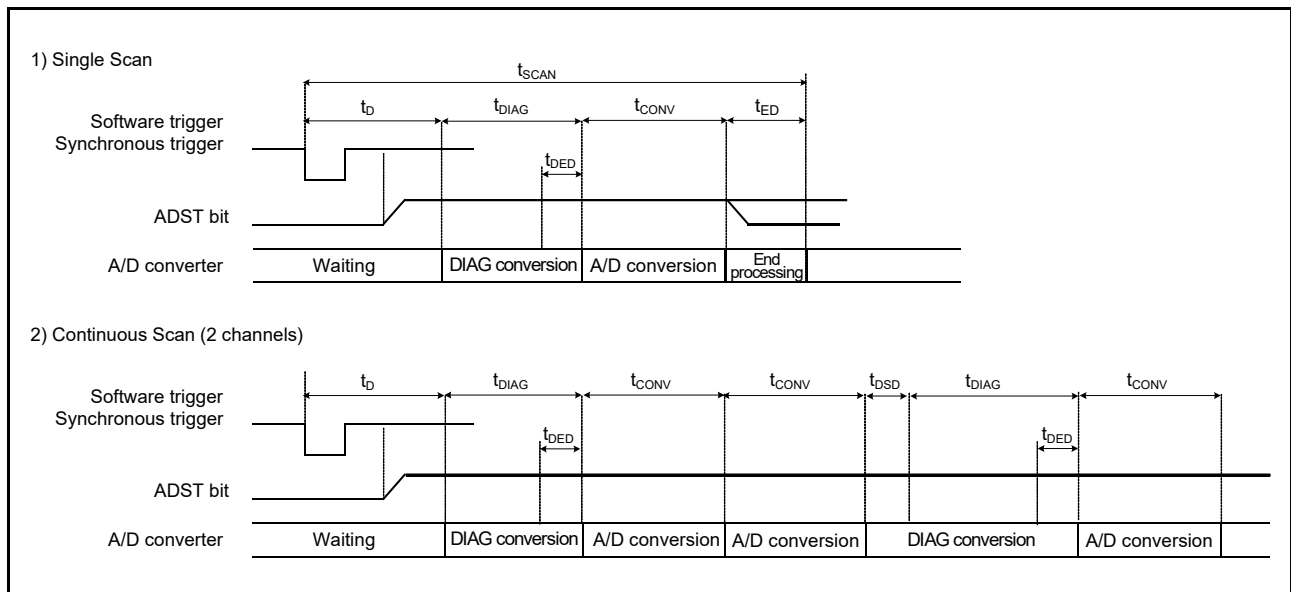 1) Single Scan
tSCAN
tD tDIAG tCONV tED
Software trigger
Synchronous trigger
tDED
ADST bit
A/D converter Waiting DIAG conversion A/D conversion End processing
2) Continuous Scan (2 channels)
tD tDIAG tCONV tCONV tDSD tDIAG tCONV
Software trigger
Synchronous trigger
tDED tDED
ADST bit
A/D converter Waiting DIAG conversion A/D conversion A/D conversion DIAG conversion A/D conversion